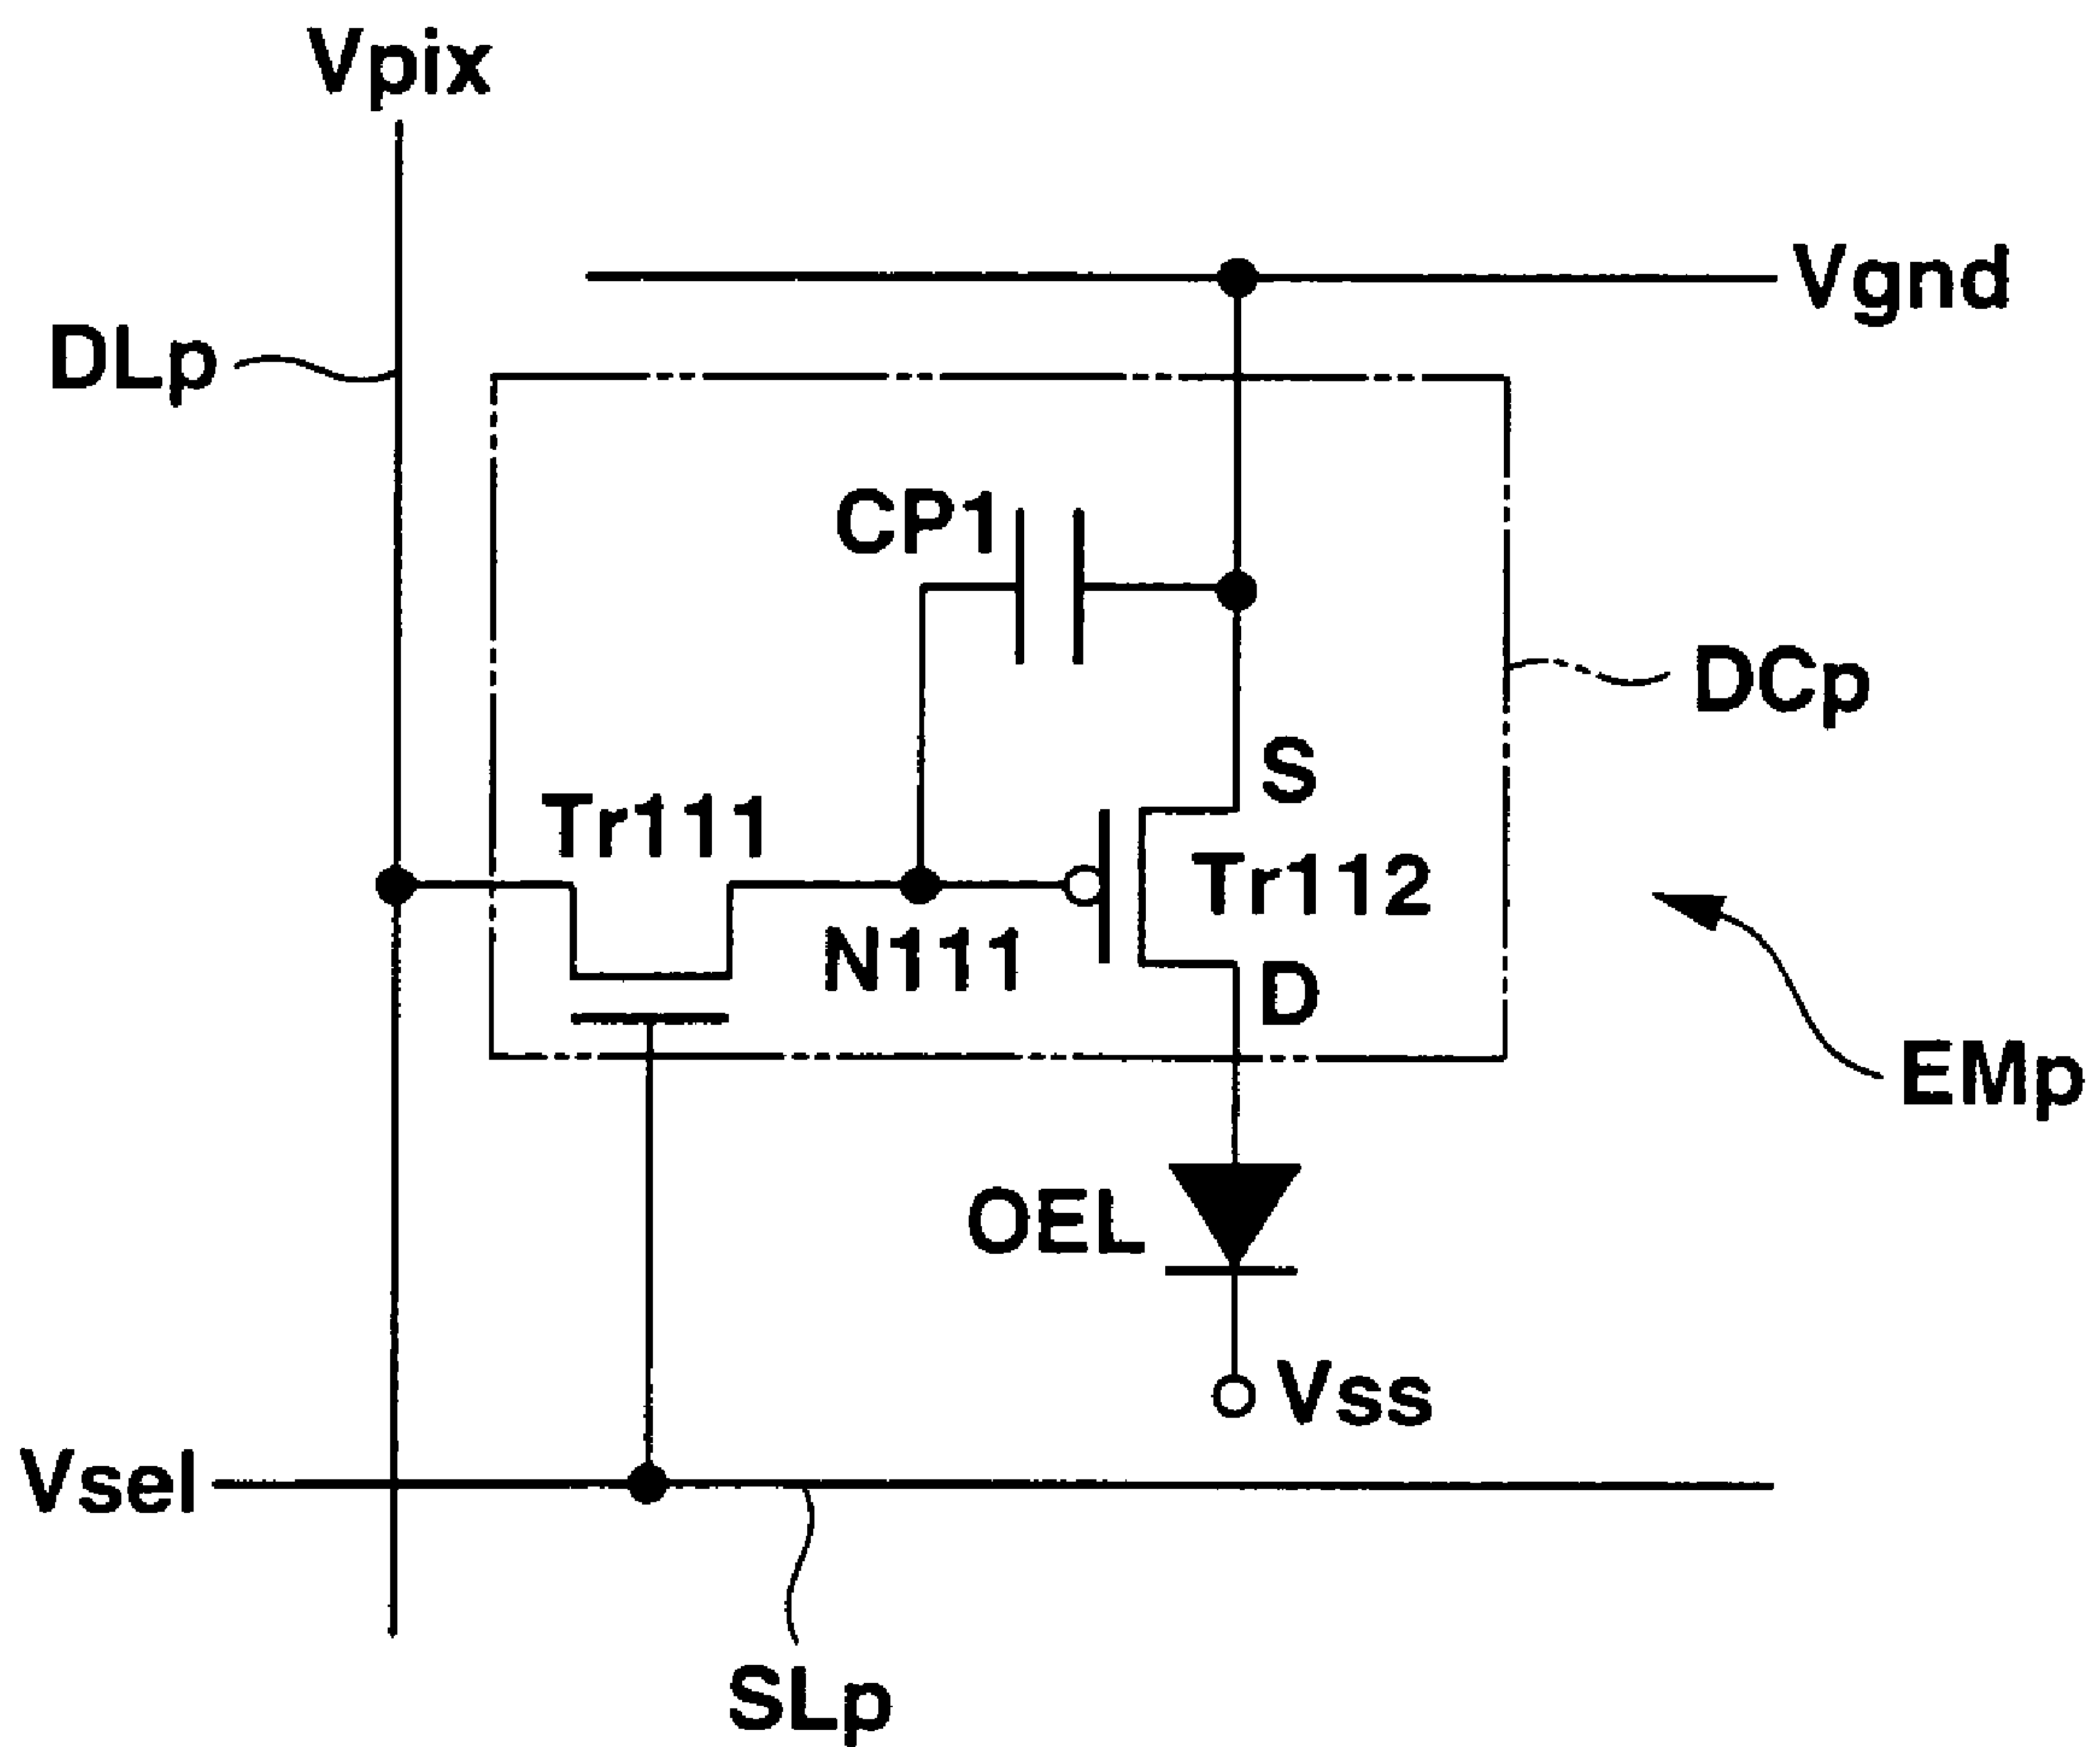 Vpix
Vgnd
DLp
CP1
DCp
S
Tr111
Tr112
N111
D
EMp
OEL
Vss
Vsel
SLp